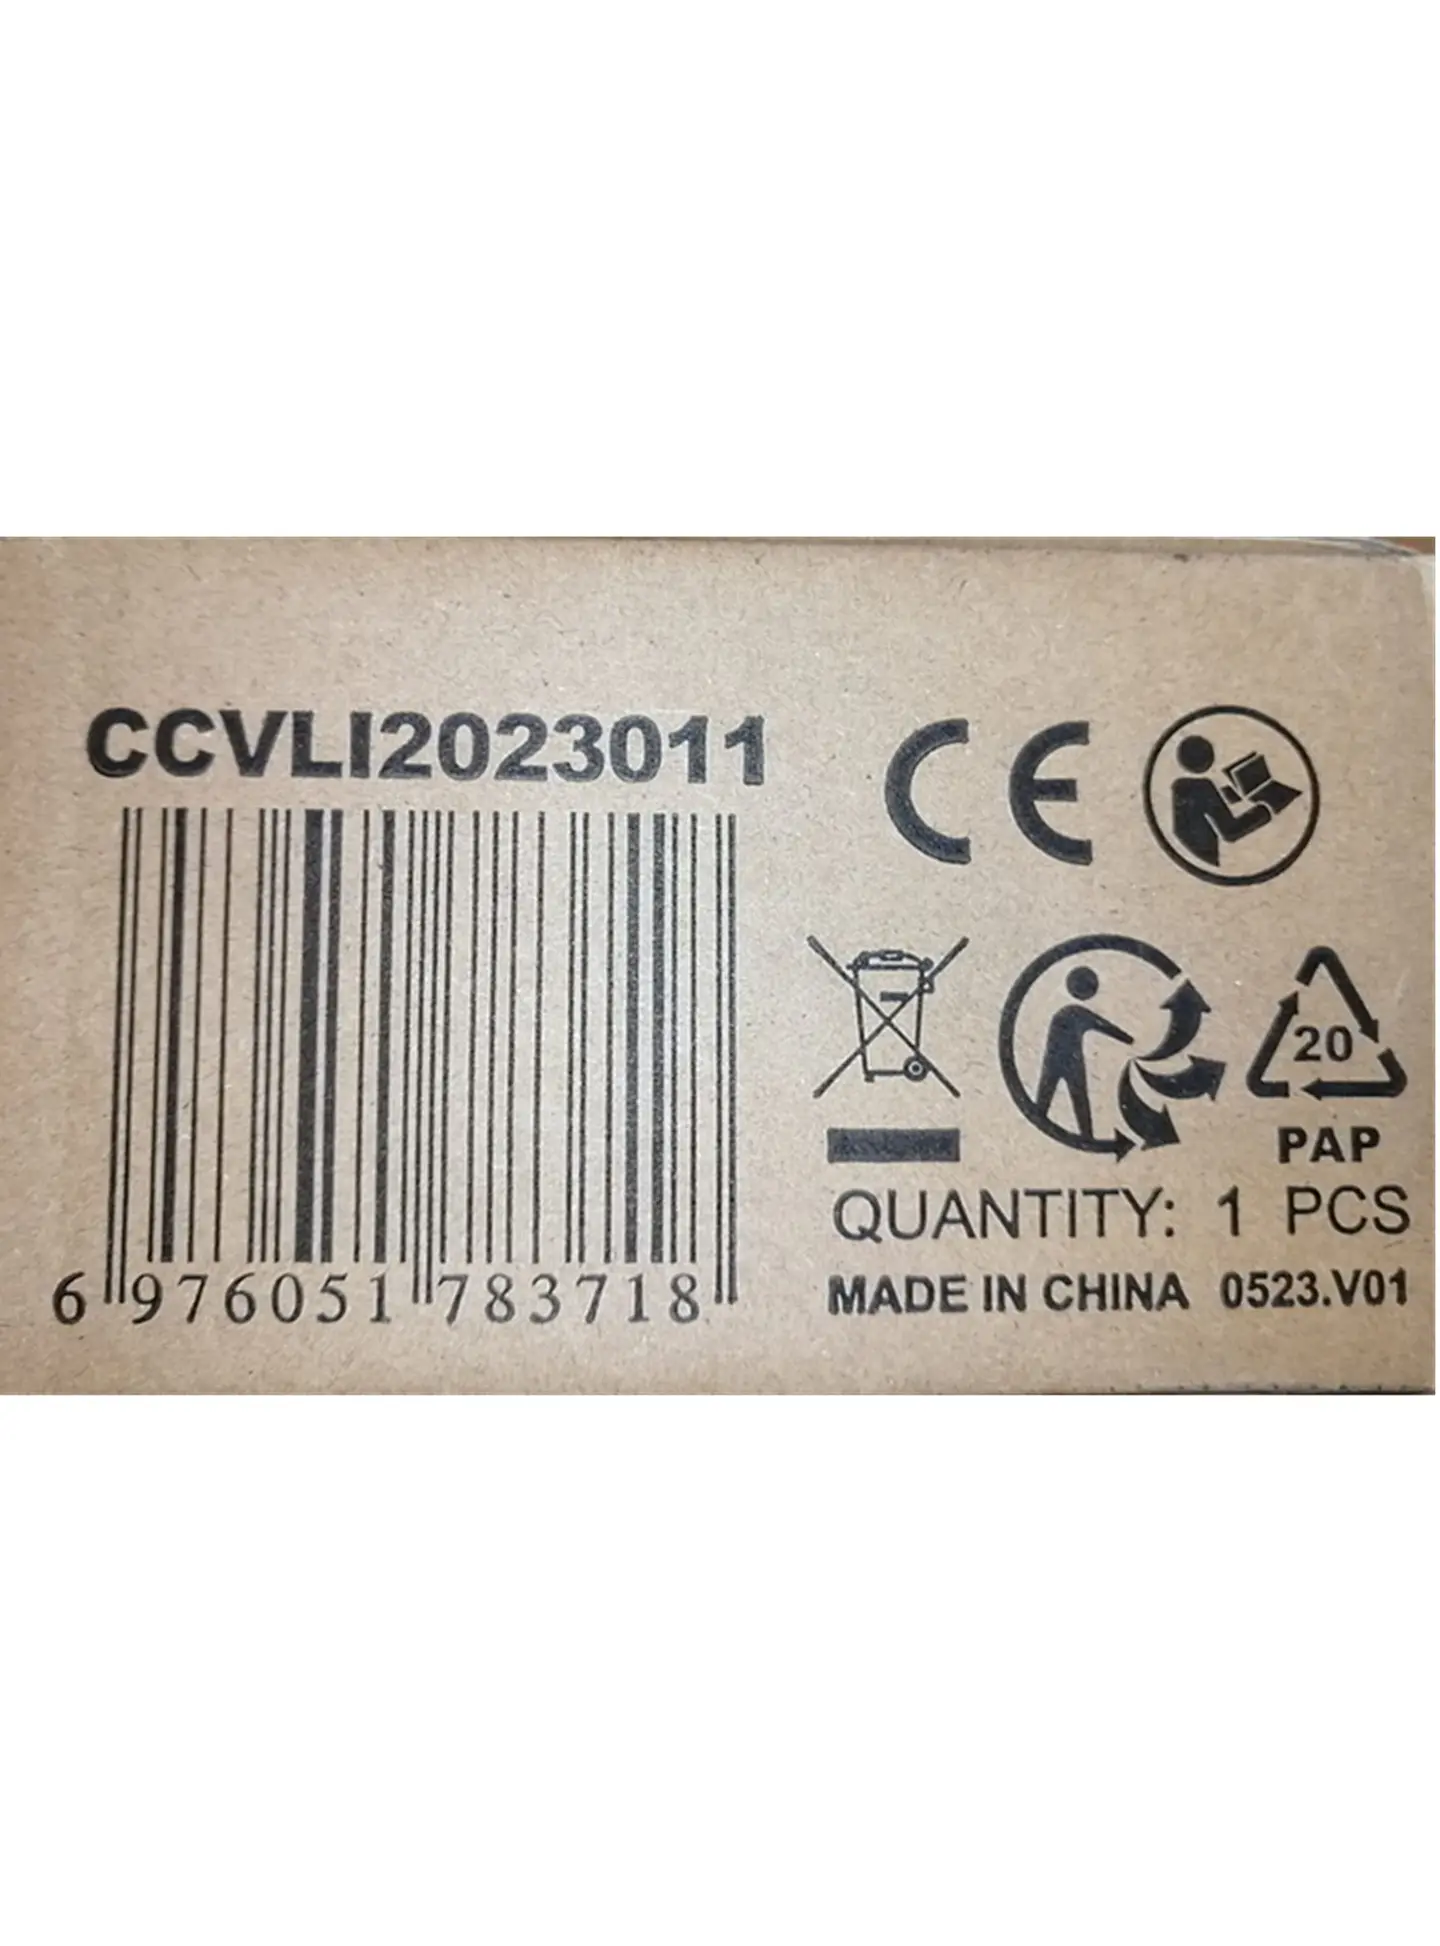 CCVLI2023011
CE
6 976051 783718
20
PAP
QUANTITY: 1 PCS
MADE IN CHINA 0523.V01